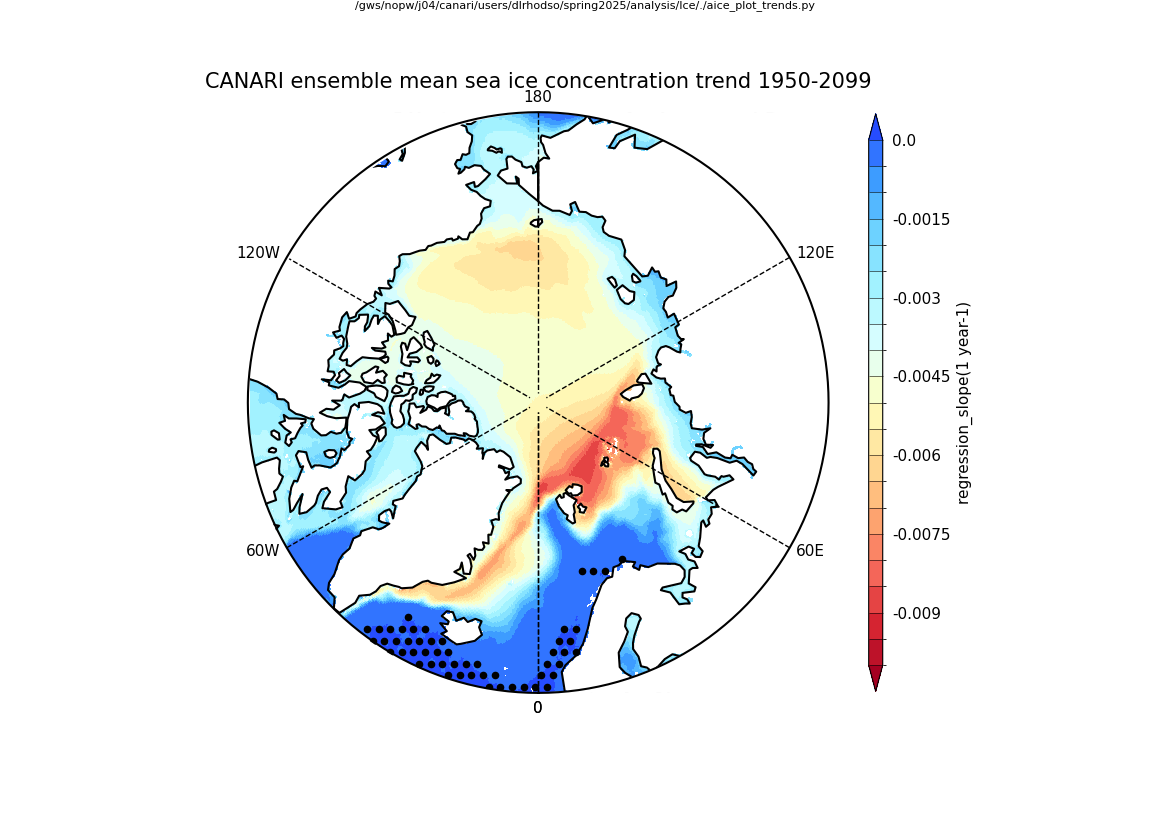 /gws/nopw/j04/canari/users/dlrhodso/spring2025/analysis/Ice/./aice_plot_trends.py
CANARI ensemble mean sea ice concentration trend 1950-2099
180
120W
120E
60W
60E
0
0.0
-0.0015
-0.003
-0.0045
-0.006
-0.0075
-0.009
regression_slope(1 year-1)